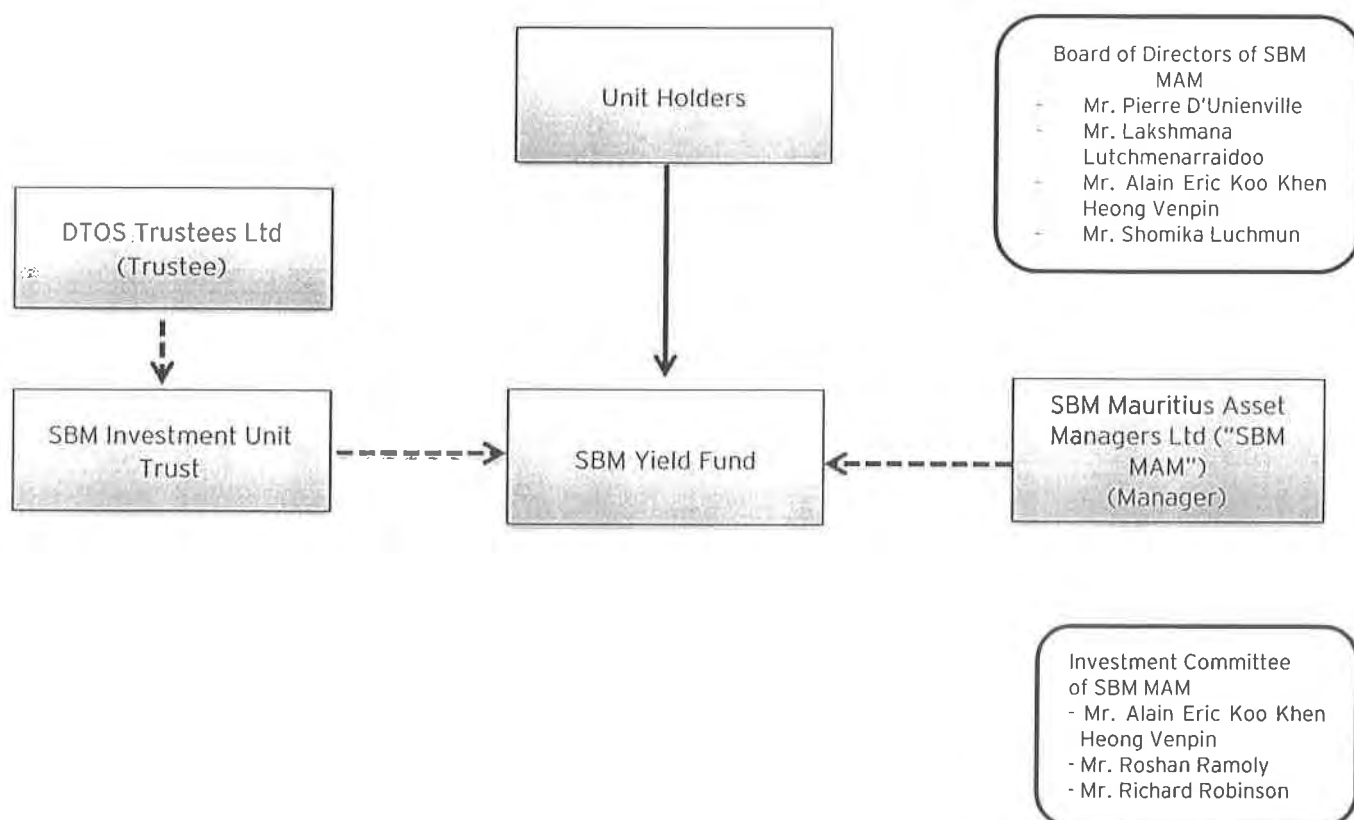 Unit Holders
Board of Directors of SBM
MAM
- Mr. Pierre D'Unienville
- Mr. Lakshmana
Lutchmenarraidoo
- Mr. Alain Eric Koo Khen
Heong Venpin
- Mr. Shomika Luchmun
DTOS Trustees Ltd
(Trustee)
SBM Investment Unit
Trust
SBM Yield Fund
SBM Mauritius Asset
Managers Ltd ("SBM
MAM")
(Manager)
Investment Committee
of SBM MAM
- Mr. Alain Eric Koo Khen
Heong Venpin
- Mr. Roshan Ramoly
- Mr. Richard Robinson